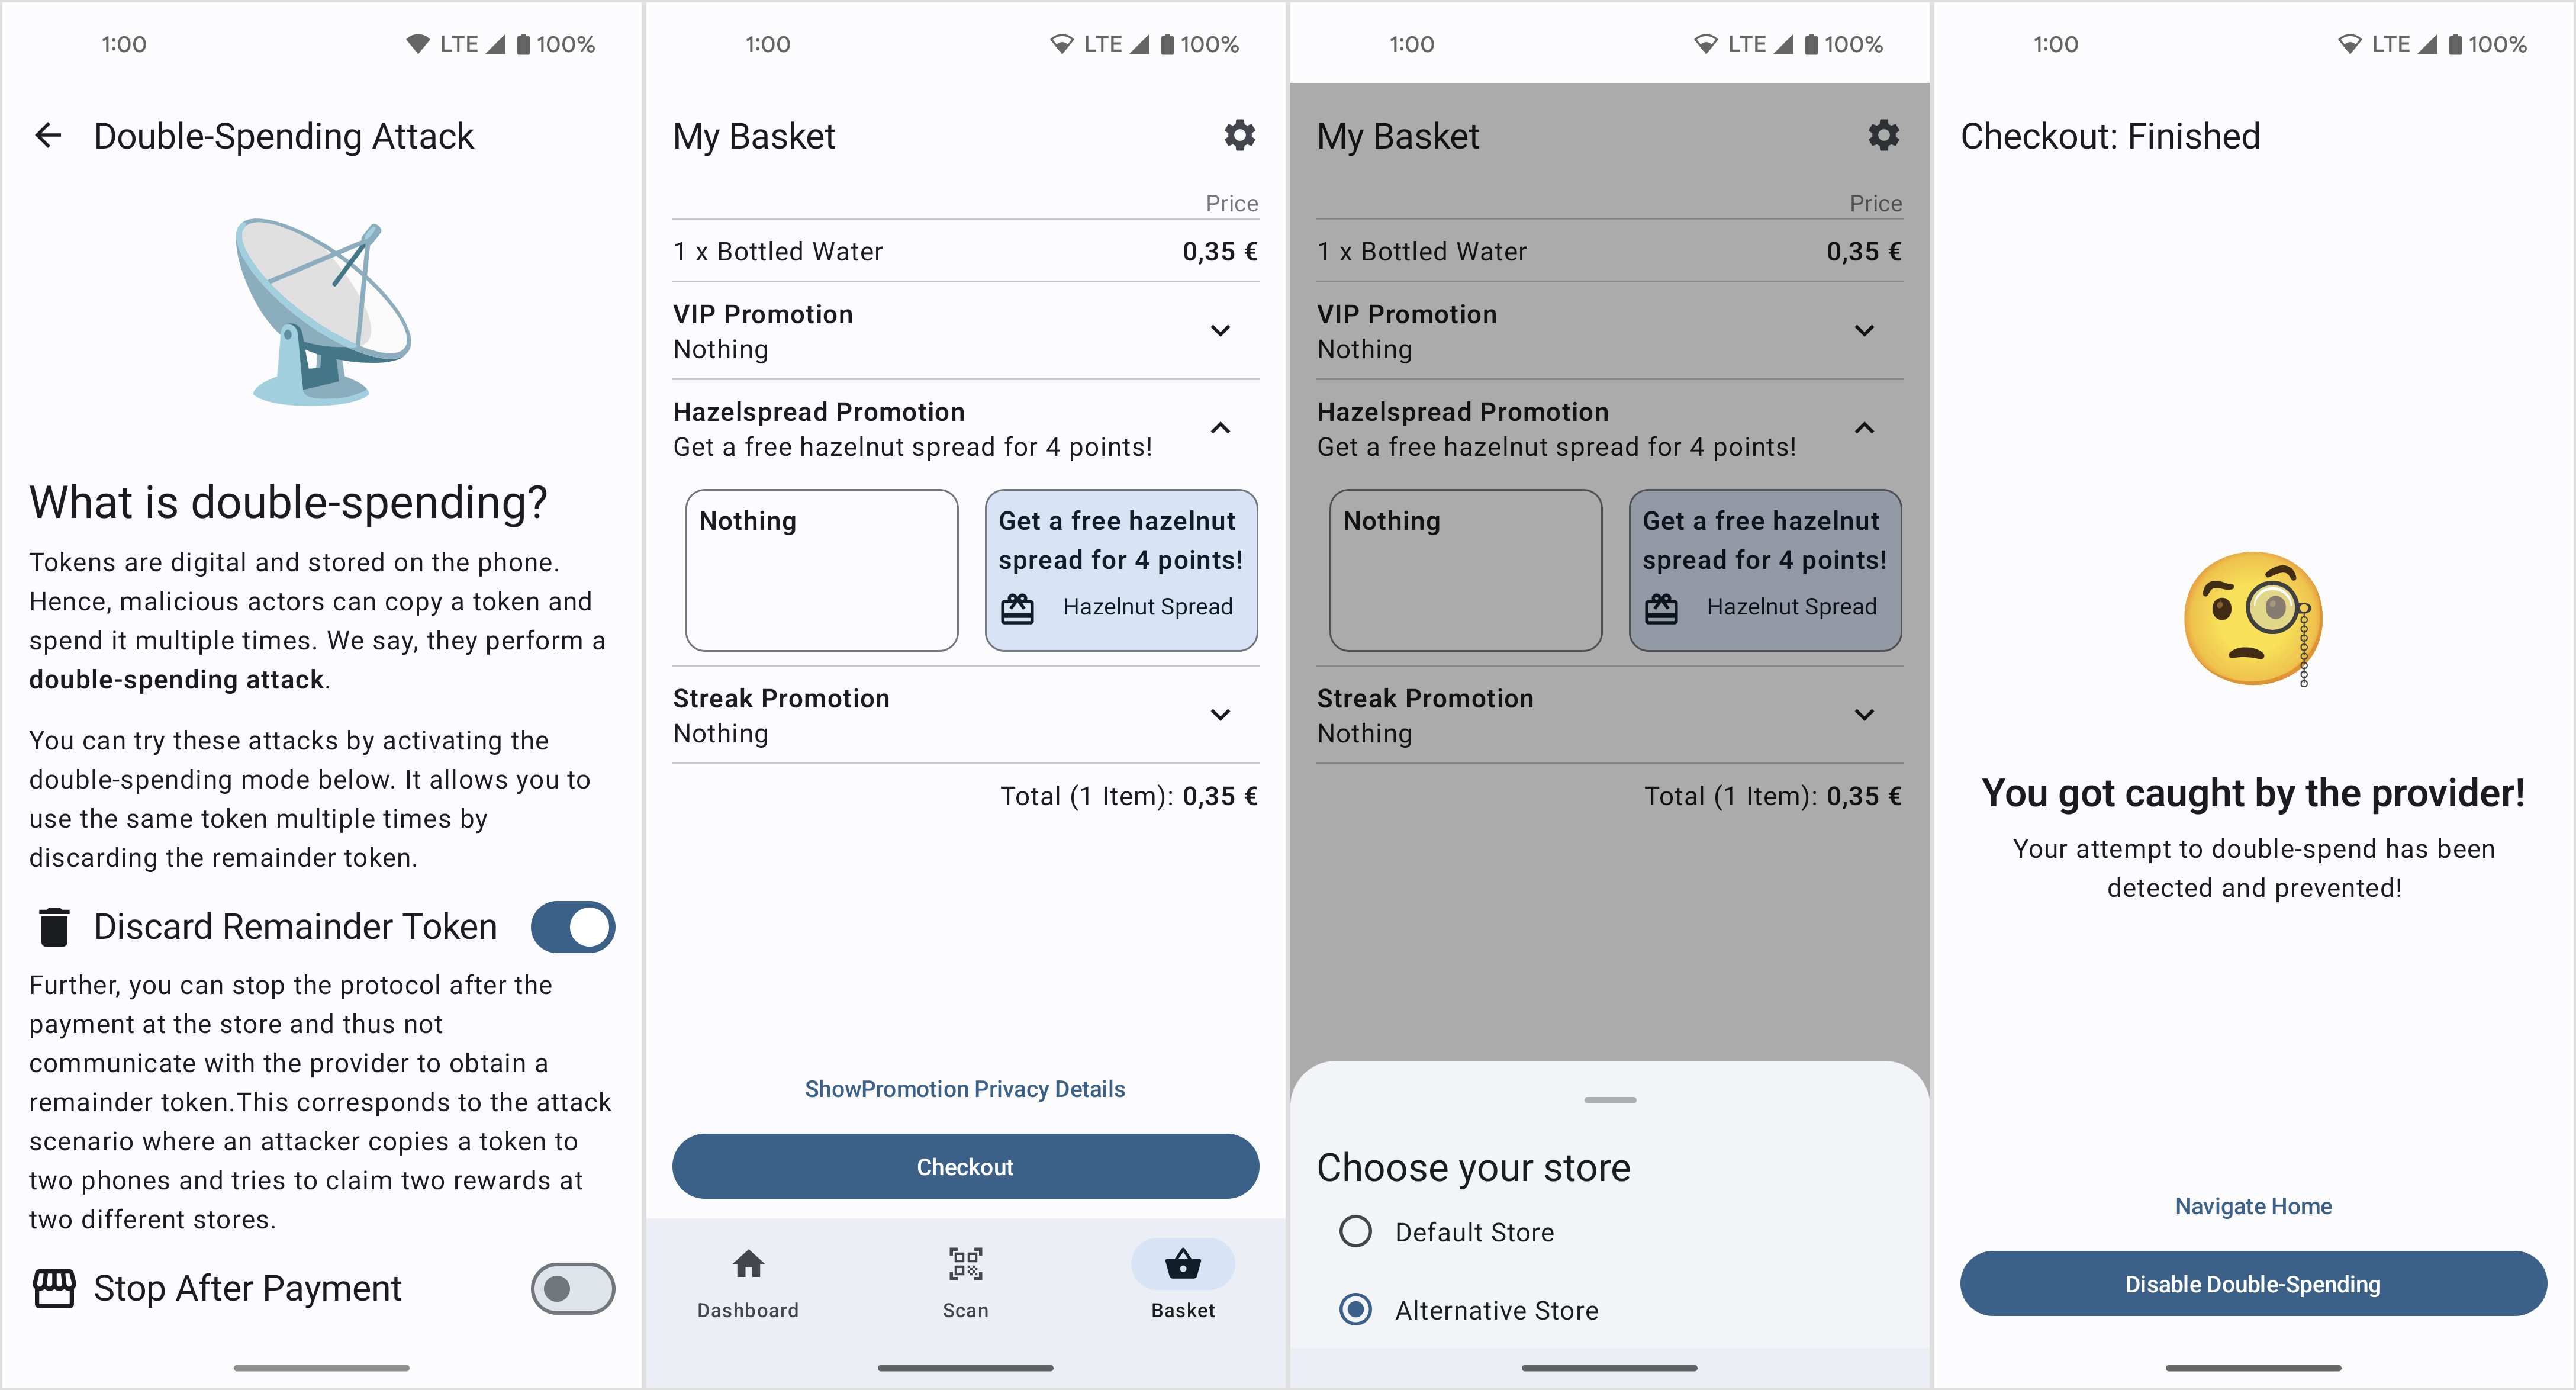 1:00 LTE 100%
Double-Spending Attack
What is double-spending?
Tokens are digital and stored on the phone.
Hence, malicious actors can copy a token and
spend it multiple times. We say, they perform a
double-spending attack.
You can try these attacks by activating the
double-spending mode below. It allows you to
use the same token multiple times by
discarding the remainder token.
Discard Remainder Token
Further, you can stop the protocol after the
payment at the store and thus not
communicate with the provider to obtain a
remainder token.This corresponds to the attack
scenario where an attacker copies a token to
two phones and tries to claim two rewards at
two different stores.
Stop After Payment
1:00 LTE 100%
My Basket
Price
1 x Bottled Water 0,35 €
VIP Promotion
Nothing
Hazelspread Promotion
Get a free hazelnut spread for 4 points!
Nothing
Get a free hazelnut
spread for 4 points!
Hazelnut Spread
Streak Promotion
Nothing
Total (1 Item): 0,35 €
ShowPromotion Privacy Details
Checkout
Dashboard Scan Basket
1:00 LTE 100%
My Basket
Price
1 x Bottled Water 0,35 €
VIP Promotion
Nothing
Hazelspread Promotion
Get a free hazelnut spread for 4 points!
Nothing
Get a free hazelnut
spread for 4 points!
Hazelnut Spread
Streak Promotion
Nothing
Total (1 Item): 0,35 €
Choose your store
Default Store
Alternative Store
1:00 LTE 100%
Checkout: Finished
You got caught by the provider!
Your attempt to double-spend has been
detected and prevented!
Navigate Home
Disable Double-Spending